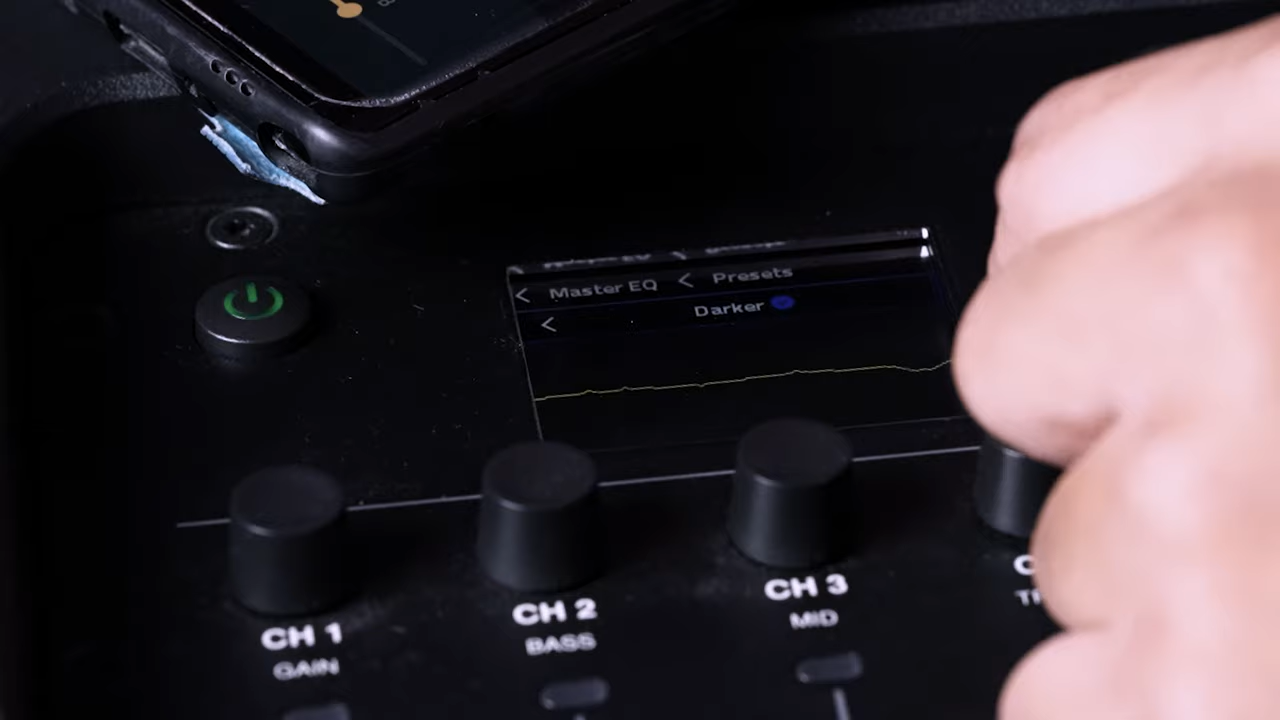 < Master EQ < Presets
< Darker
CH 1
GAIN
CH 2
BASS
CH 3
MID